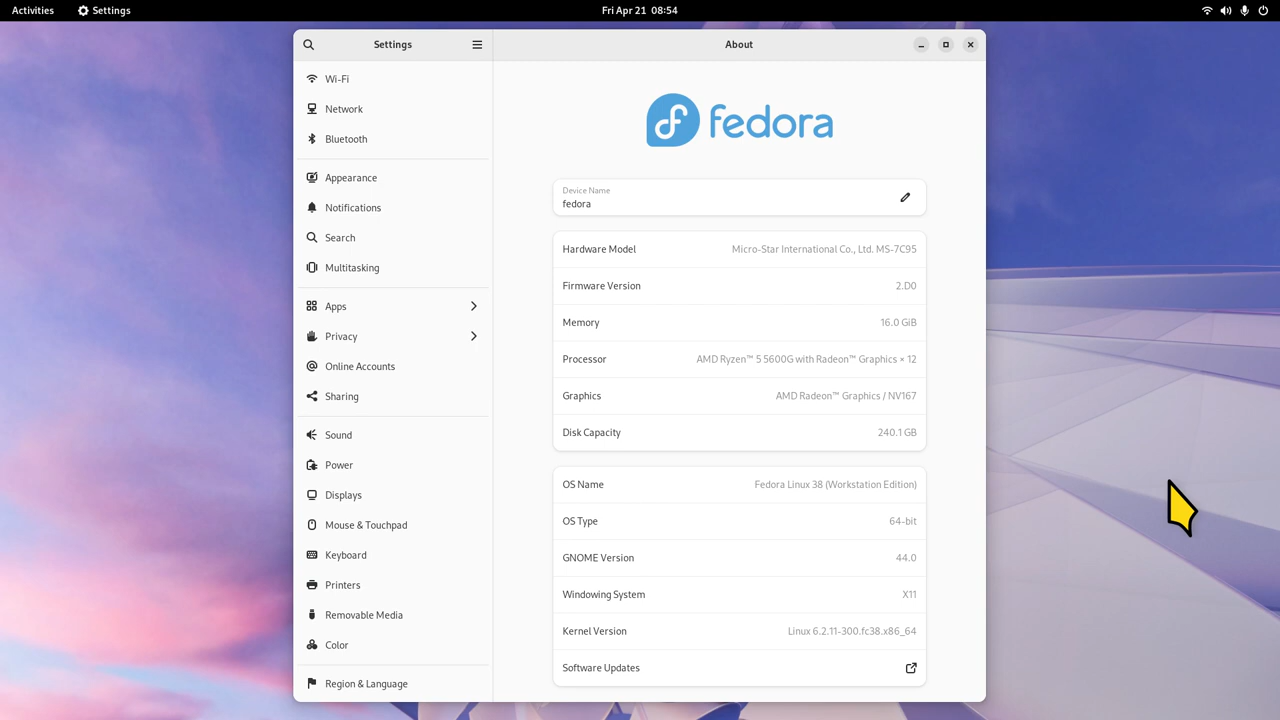 Activities
Settings
Fri Apr 21 08:54
Settings
About
Wi-Fi
Network
Bluetooth
Appearance
Notifications
Search
Multitasking
Apps
Privacy
Online Accounts
Sharing
Sound
Power
Displays
Mouse & Touchpad
Keyboard
Printers
Removable Media
Color
Region & Language
fedora
Device Name
fedora
Hardware Model Micro-Star International Co., Ltd. MS-7C95
Firmware Version 2.D0
Memory 16.0 GiB
Processor AMD Ryzen™ 5 5600G with Radeon™ Graphics × 12
Graphics AMD Radeon™ Graphics / NV167
Disk Capacity 240.1 GB
OS Name Fedora Linux 38 (Workstation Edition)
OS Type 64-bit
GNOME Version 44.0
Windowing System X11
Kernel Version Linux 6.2.11-300.fc38.x86_64
Software Updates